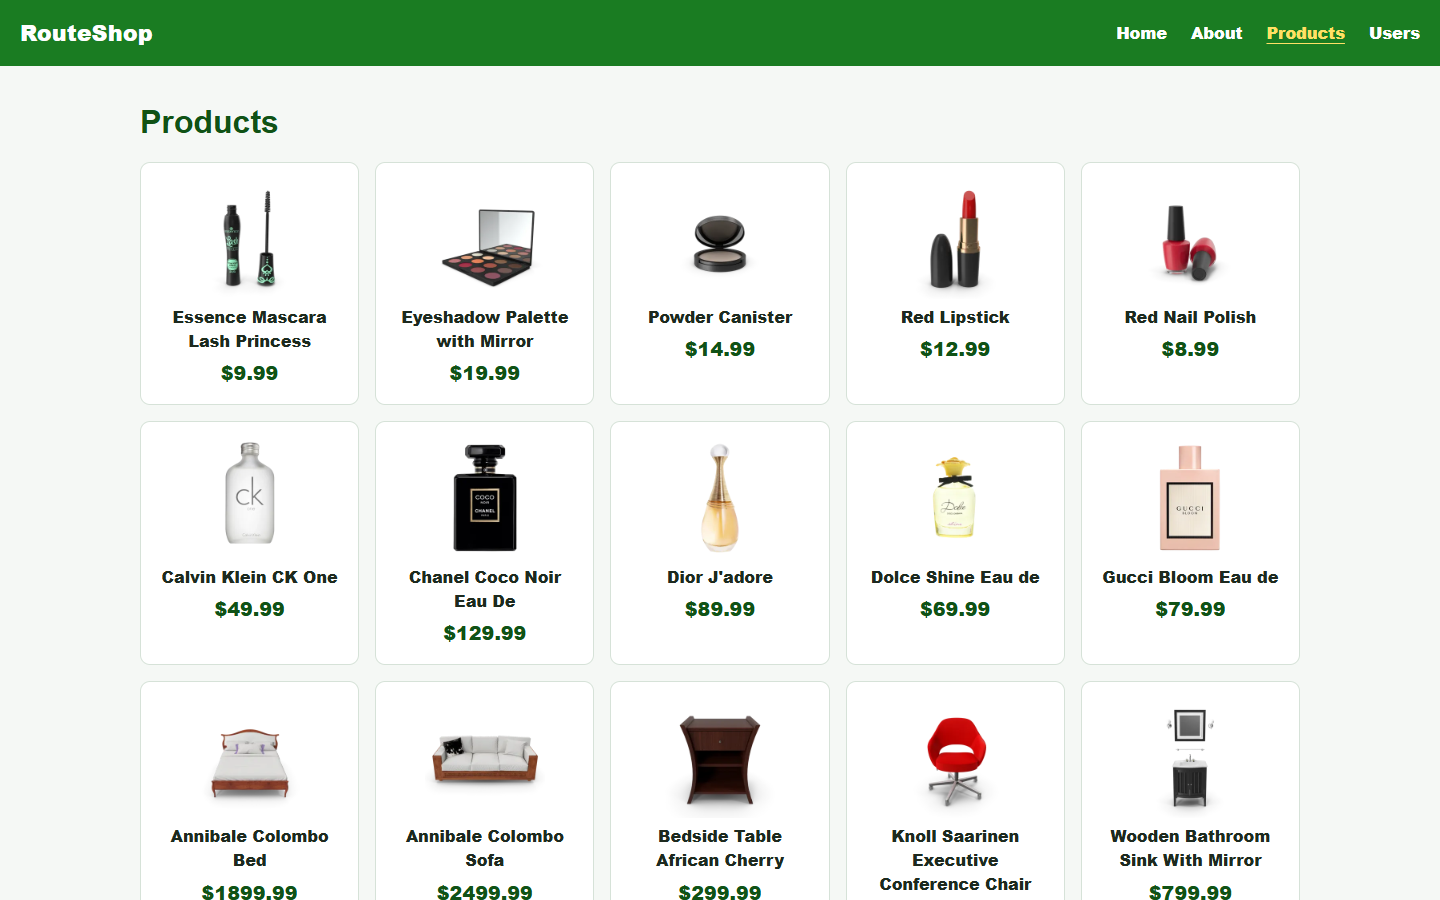 RouteShop
Home About Products Users
Products
Essence Mascara
Lash Princess
$9.99
Eyeshadow Palette
with Mirror
$19.99
Powder Canister
$14.99
Red Lipstick
$12.99
Red Nail Polish
$8.99
ck
Calvin Klein CK One
$49.99
COCO
NOIR
CHANEL
PARIS
Chanel Coco Noir
Eau De
$129.99
Dior J'adore
$89.99
Dolce
Dolce Shine Eau de
$69.99
GUCCI
BLOOM
Gucci Bloom Eau de
$79.99
Annibale Colombo
Bed
$1899.99
Annibale Colombo
Sofa
$2499.99
Bedside Table
African Cherry
$299.99
Knoll Saarinen
Executive
Conference Chair
Wooden Bathroom
Sink With Mirror
$799.99